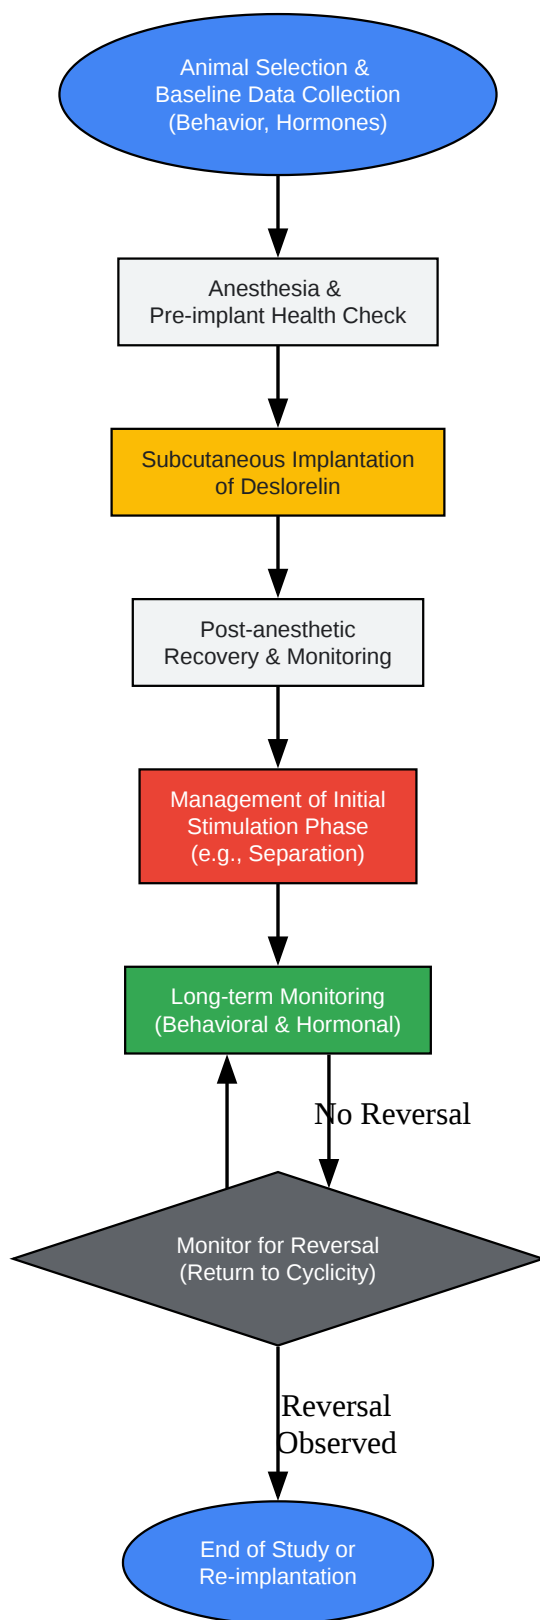 Animal Selection &
Baseline Data Collection
(Behavior, Hormones)
Anesthesia &
Pre-implant Health Check
Subcutaneous Implantation
of Deslorelin
Post-anesthetic
Recovery & Monitoring
Management of Initial
Stimulation Phase
(e.g., Separation)
Long-term Monitoring
(Behavioral & Hormonal)
No Reversal
Monitor for Reversal
(Return to Cyclicity)
Reversal
Observed
End of Study or
Re-implantation